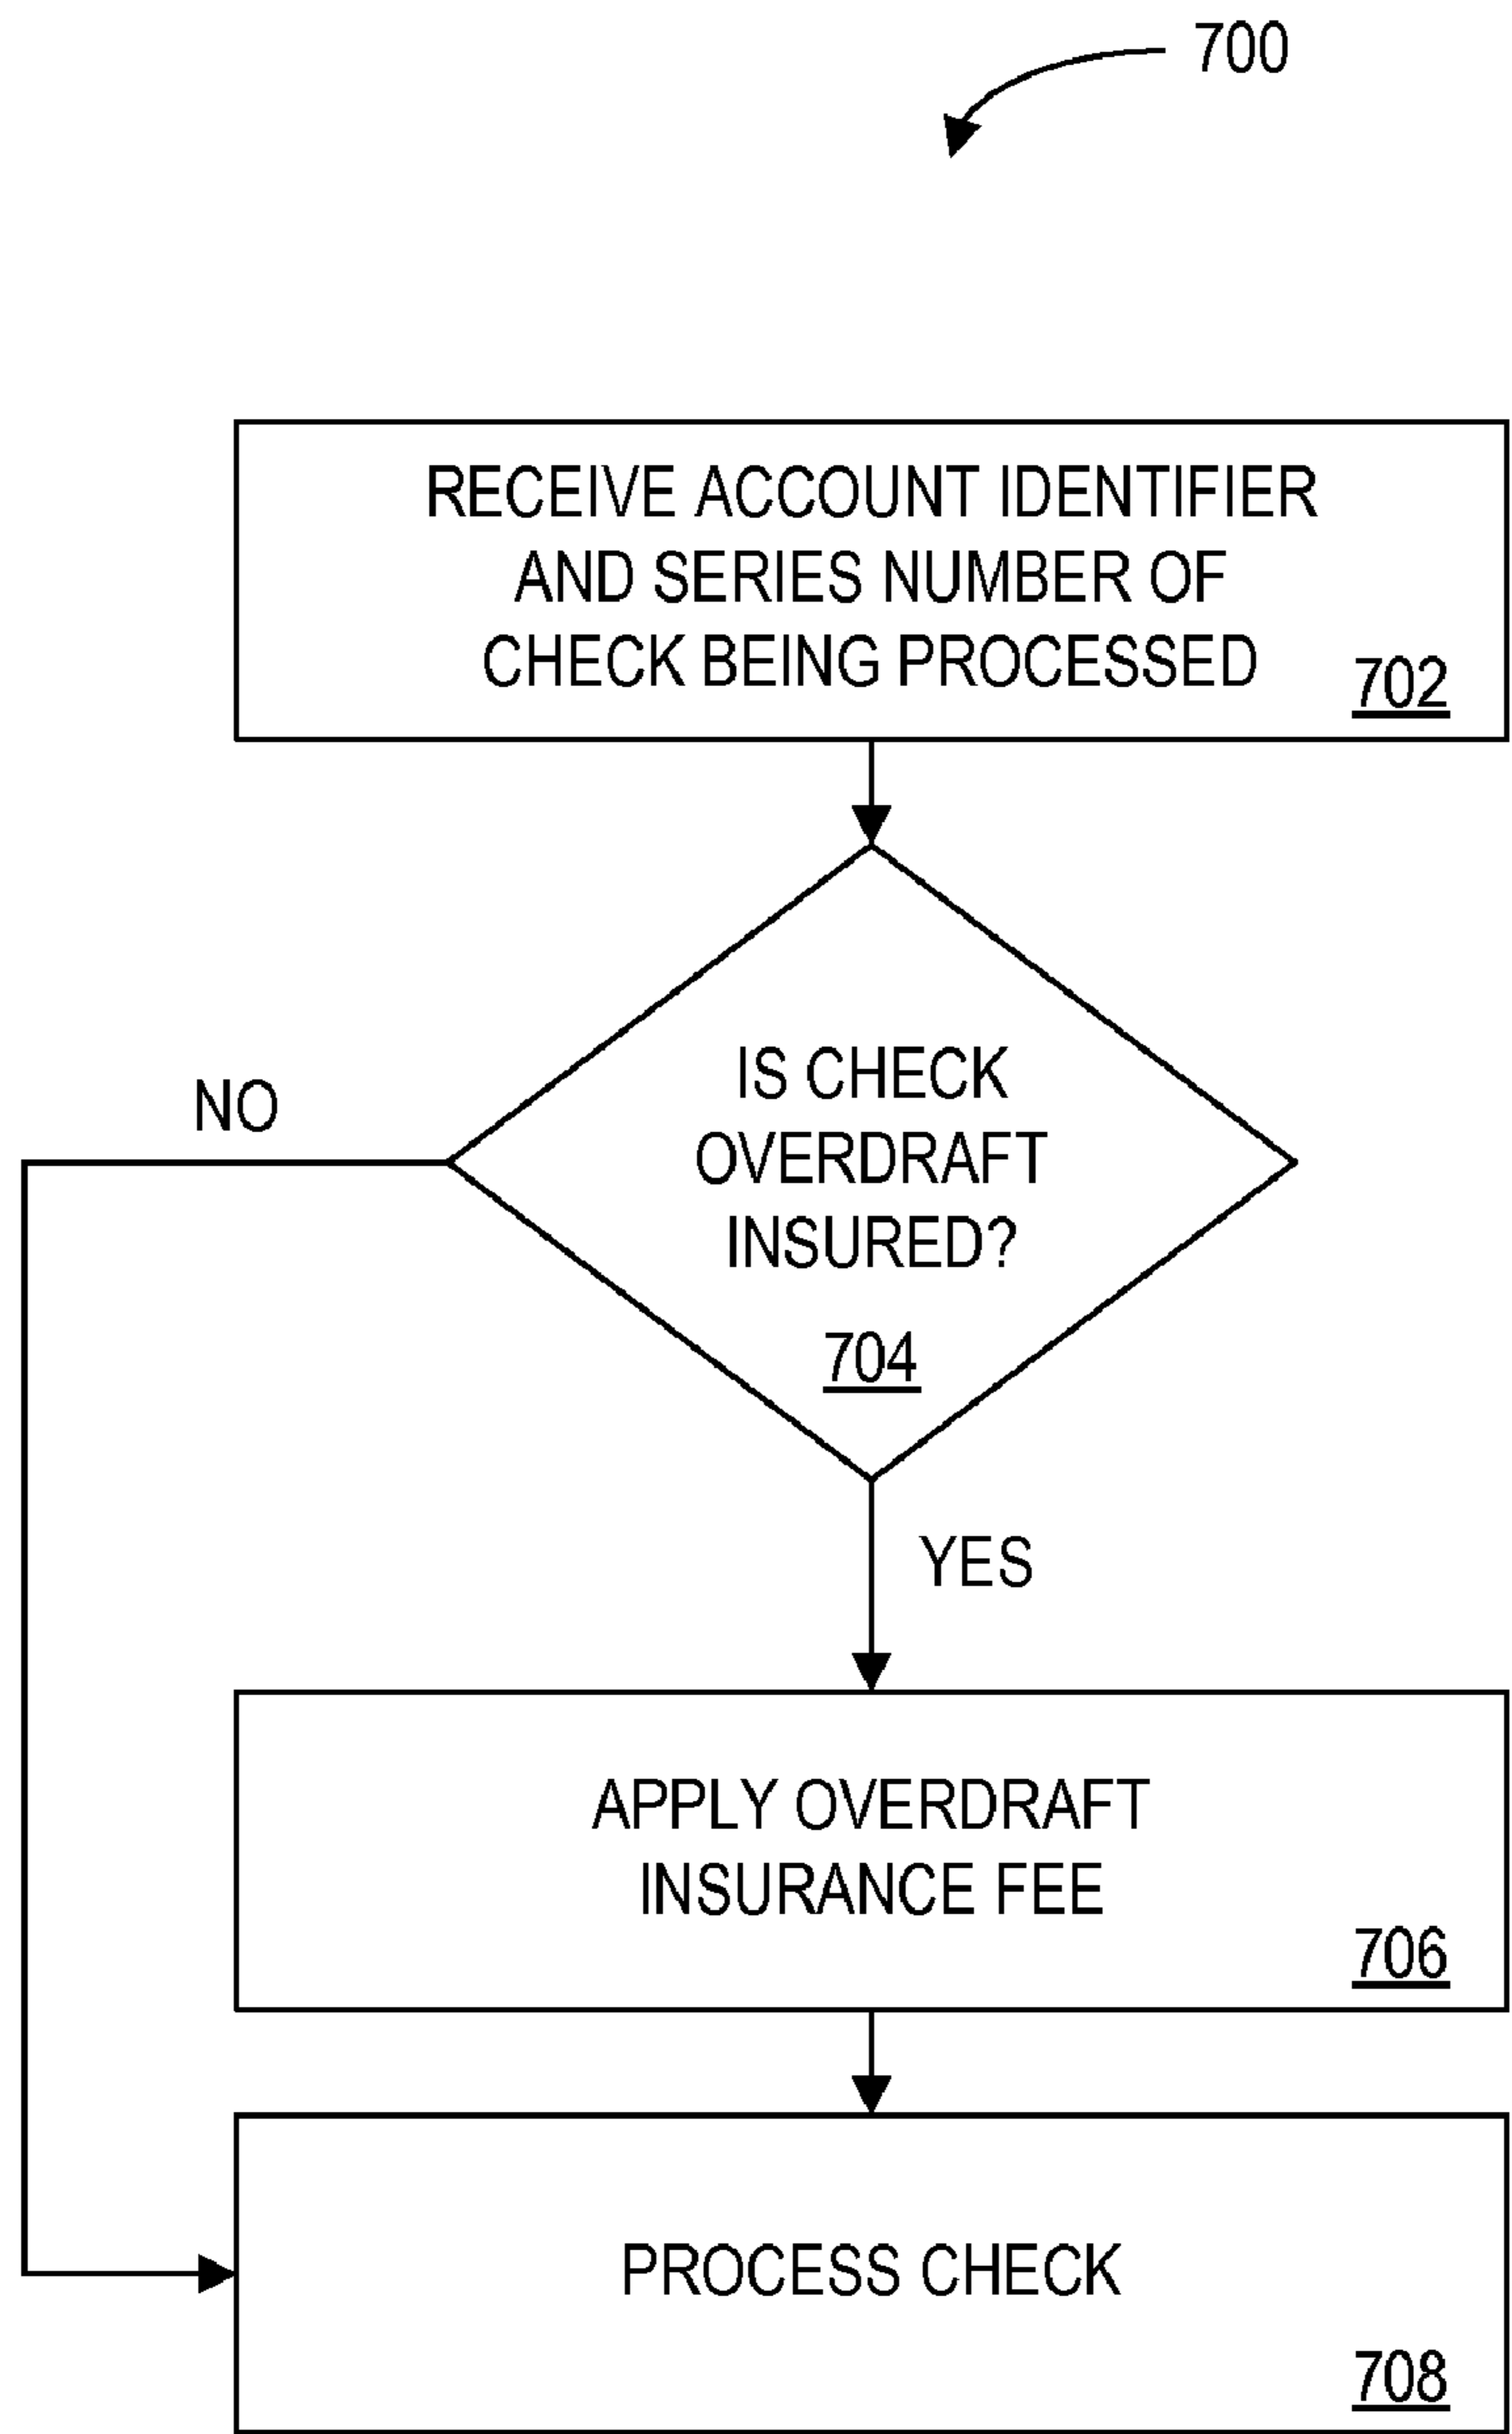 700
RECEIVE ACCOUNT IDENTIFIER
AND SERIES NUMBER OF
CHECK BEING PROCESSED
702
IS CHECK
OVERDRAFT
INSURED?
704
NO
YES
APPLY OVERDRAFT
INSURANCE FEE
706
PROCESS CHECK
708